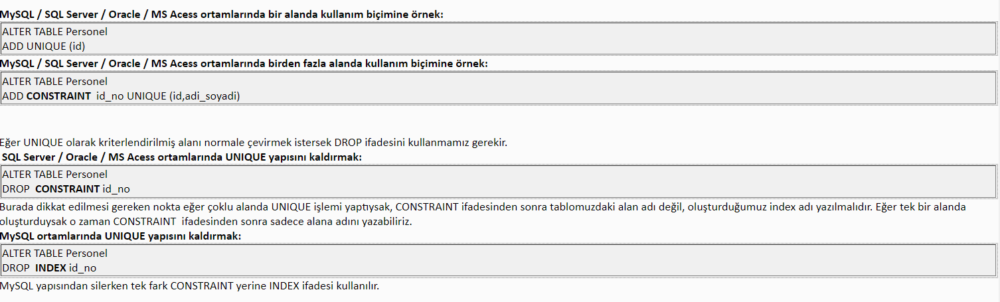 MySQL / SQL Server / Oracle / MS Acess ortamlarında bir alanda kullanım biçimine örnek:
ALTER TABLE Personel
ADD UNIQUE (id)
MySQL / SQL Server / Oracle / MS Acess ortamlarında birden fazla alanda kullanım biçimine örnek:
ALTER TABLE Personel
ADD CONSTRAINT id_no UNIQUE (id,adi_soyadi)
Eğer UNIQUE olarak kriterlendirilmiş alanı normale çevirmek istersek DROP ifadesini kullanmamız gerekir.
SQL Server / Oracle / MS Acess ortamlarında UNIQUE yapısını kaldırmak:
ALTER TABLE Personel
DROP CONSTRAINT id_no
Burada dikkat edilmesi gereken nokta eğer çoklu alanda UNIQUE işlemi yaptıysak, CONSTRAINT ifadesinden sonra tablomuzdaki alan adı değil, oluşturduğumuz index adı yazılmalıdır. Eğer tek bir alanda
oluşturduysak o zaman CONSTRAINT ifadesinden sonra sadece alana adını yazabiliriz.
MySQL ortamlarında UNIQUE yapısını kaldırmak:
ALTER TABLE Personel
DROP INDEX id_no
MySQL yapısından silerken tek fark CONSTRAINT yerine INDEX ifadesi kullanılır.